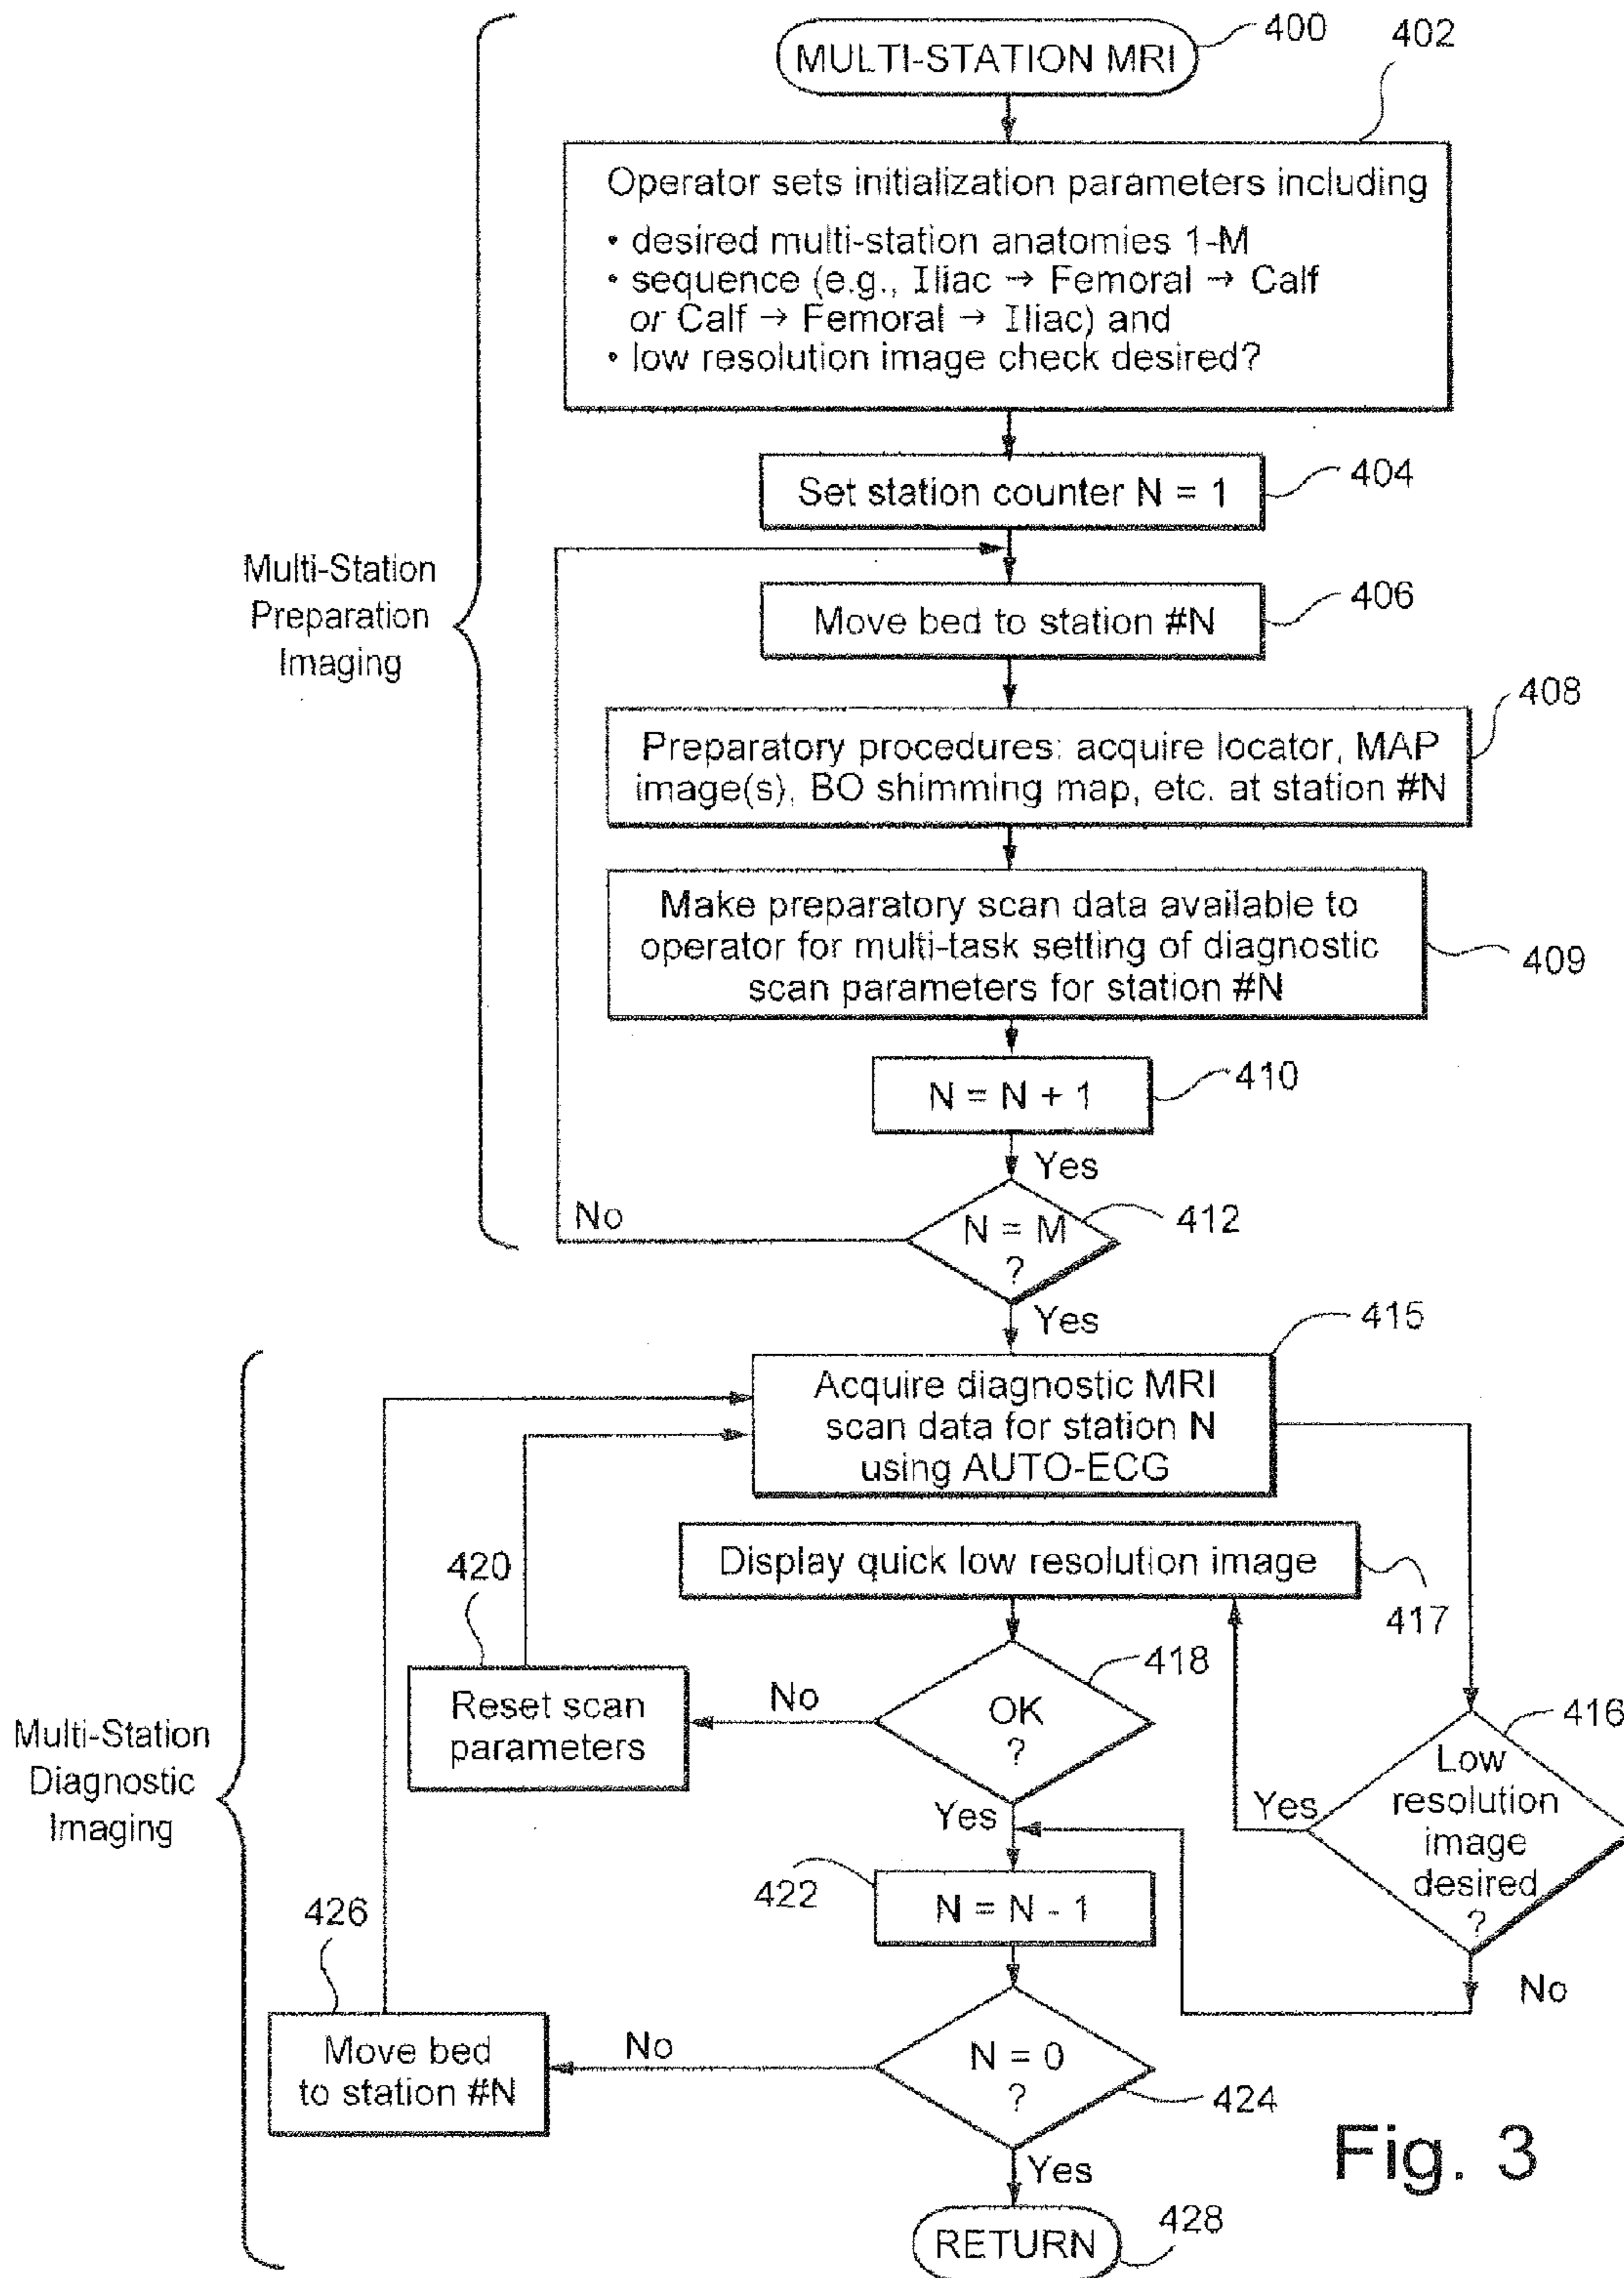 MULTI-STATION MRI
400
402
Operator sets initialization parameters including
• desired multi-station anatomies 1-M
• sequence (e.g., Iliac → Femoral → Calf
or Calf → Femoral → Iliac) and
• low resolution image check desired?
Set station counter N = 1
404
Multi-Station
Preparation
Imaging
Move bed to station #N
406
408
Preparatory procedures: acquire locator, MAP
image(s), BO shimming map, etc. at station #N
Make preparatory scan data available to
operator for multi-task setting of diagnostic
scan parameters for station #N
409
N = N + 1
410
Yes
No
N = M
?
412
Yes
415
Acquire diagnostic MRI
scan data for station N
using AUTO-ECG
420
Display quick low resolution image
417
418
Reset scan
parameters
No
OK
?
416
Multi-Station
Diagnostic
Imaging
Low
resolution
image
desired
?
Yes
Yes
422
N = N - 1
426
No
Move bed
to station #N
No
N = 0
?
424
Fig. 3
Yes
RETURN
428